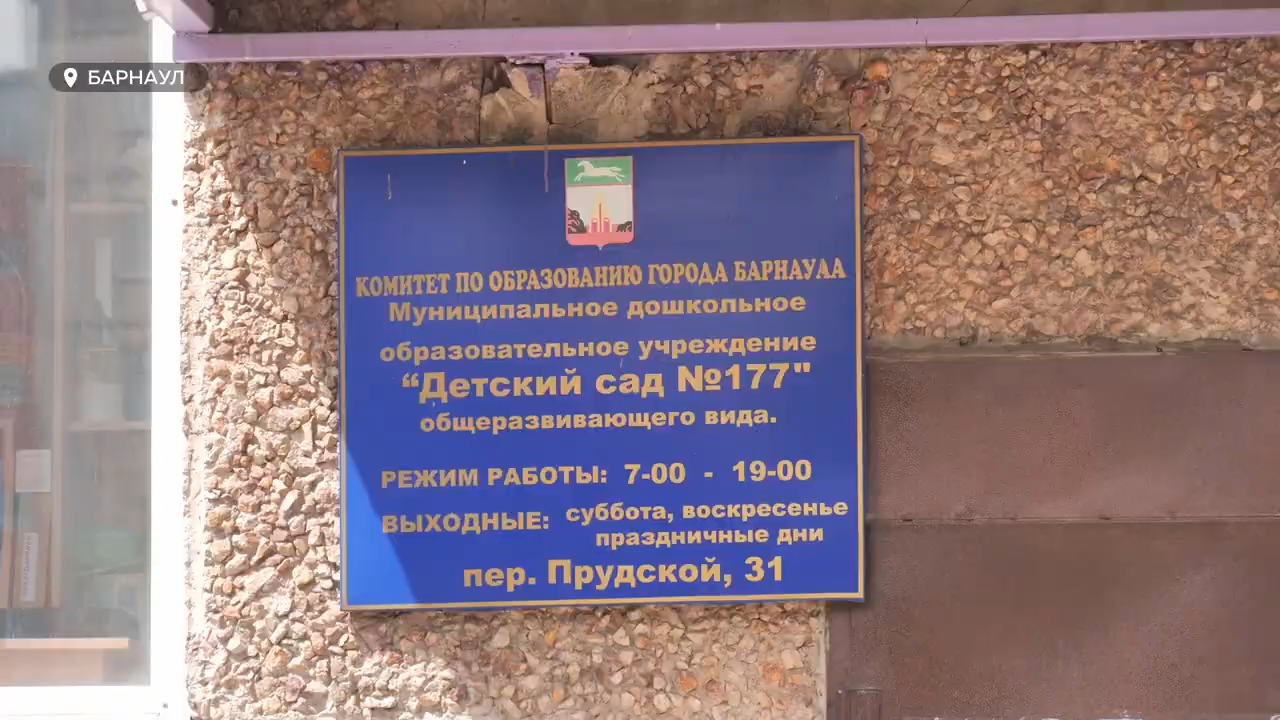 БАРНАУЛ
КОМИТЕТ ПО ОБРАЗОВАНИЮ ГОРОДА БАРНАУЛА
Муниципальное дошкольное
образовательное учреждение
“Детский сад №177"
общеразвивающего вида.
РЕЖИМ РАБОТЫ: 7-00 - 19-00
ВЫХОДНЫЕ: суббота, воскресенье
праздничные дни
пер. Прудской, 31